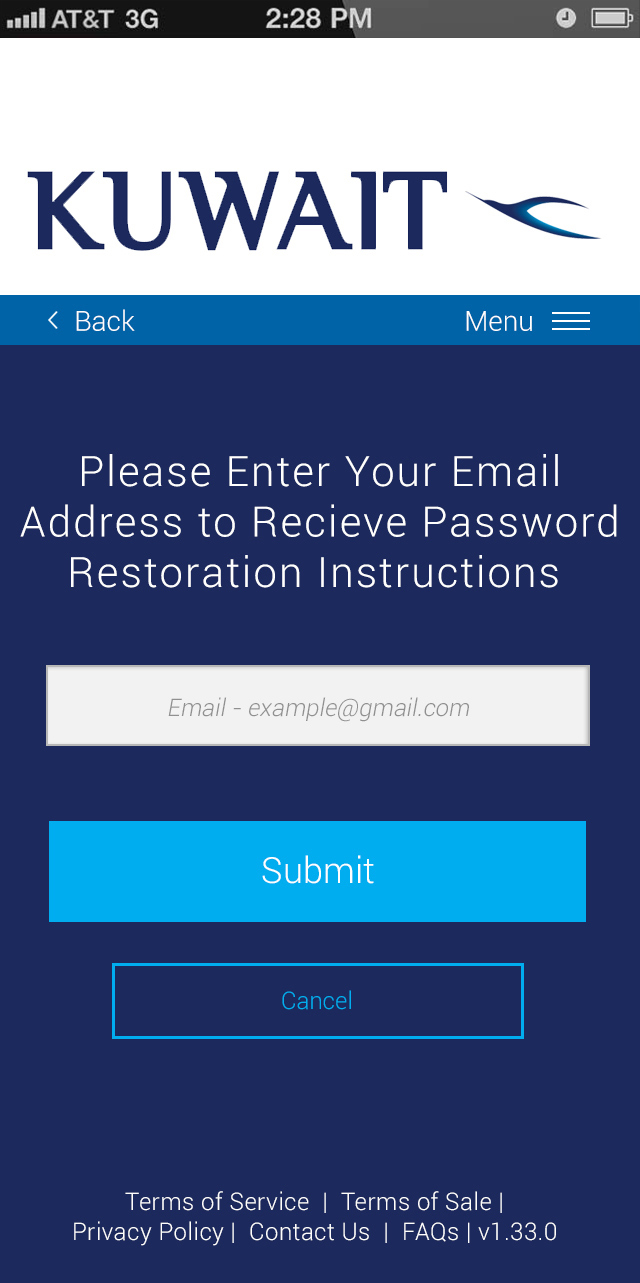 AT&T 3G 2:28 PM
KUWAIT
Back Menu
Please Enter Your Email
Address to Recieve Password
Restoration Instructions
Email - example@gmail.com
Submit
Cancel
Terms of Service | Terms of Sale |
Privacy Policy | Contact Us | FAQs | v1.33.0